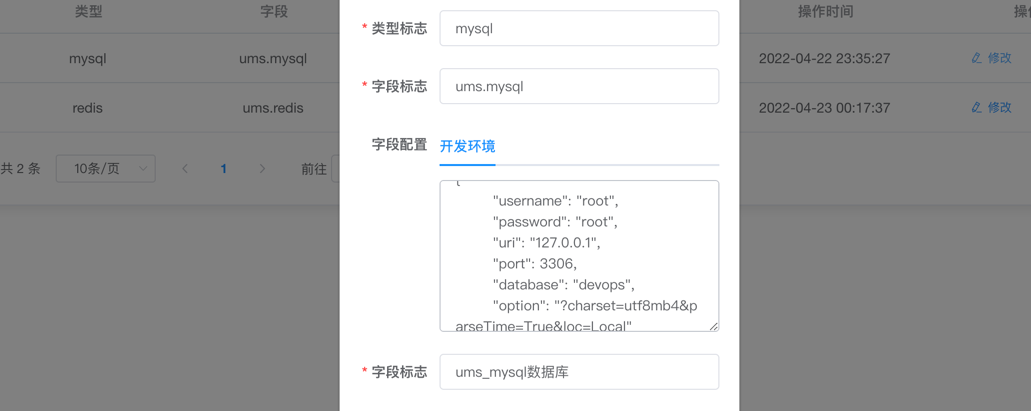 类型 字段 操作时间
* 类型标志 mysql
mysql ums.mysql 2022-04-22 23:35:27 修改
* 字段标志 ums.mysql
redis ums.redis 2022-04-23 00:17:37 修改
字段配置 开发环境
共 2 条 10条/页 1 前往
{
"username": "root",
"password": "root",
"uri": "127.0.0.1",
"port": 3306,
"database": "devops",
"option": "?charset=utf8mb4&p
arseTime=True&loc=Local"
* 字段标志 ums_mysql数据库